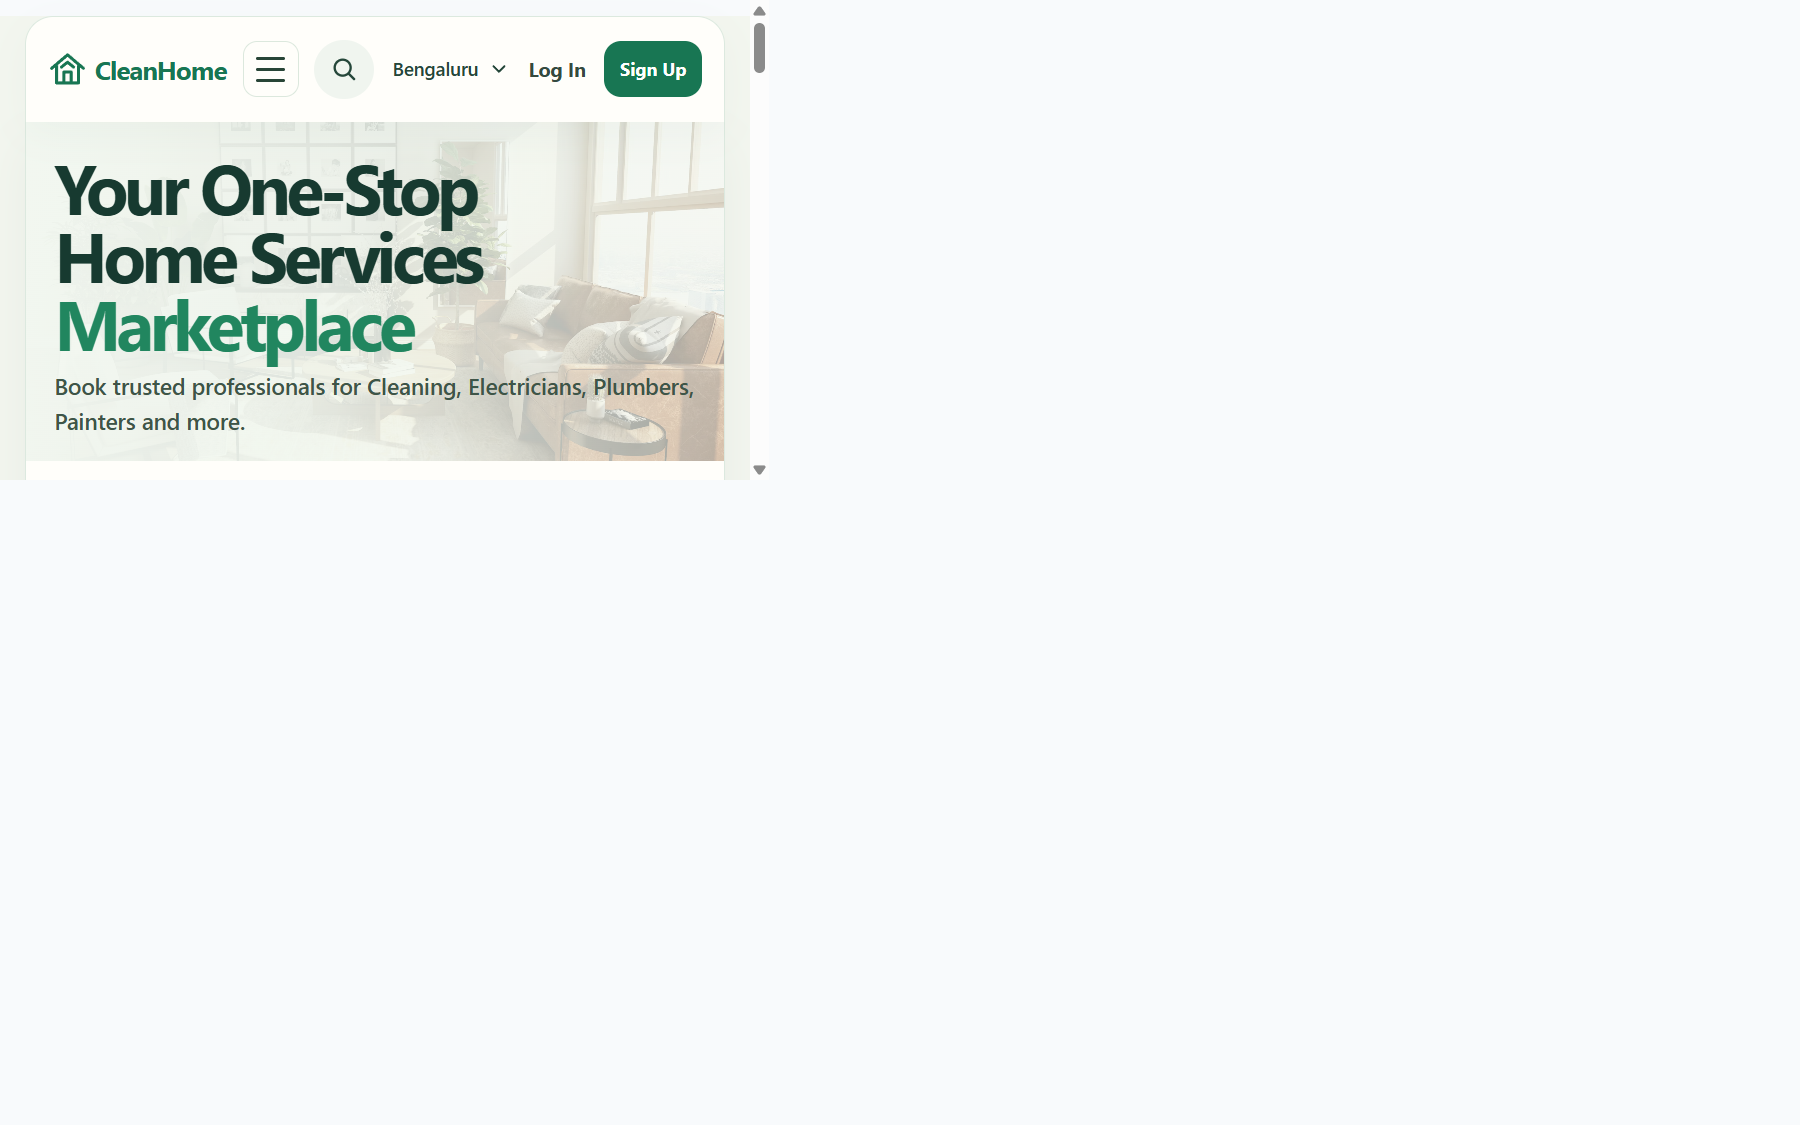 CleanHome
Bengaluru
Log In
Sign Up
Your One-Stop
Home Services
Marketplace
Book trusted professionals for Cleaning, Electricians, Plumbers,
Painters and more.